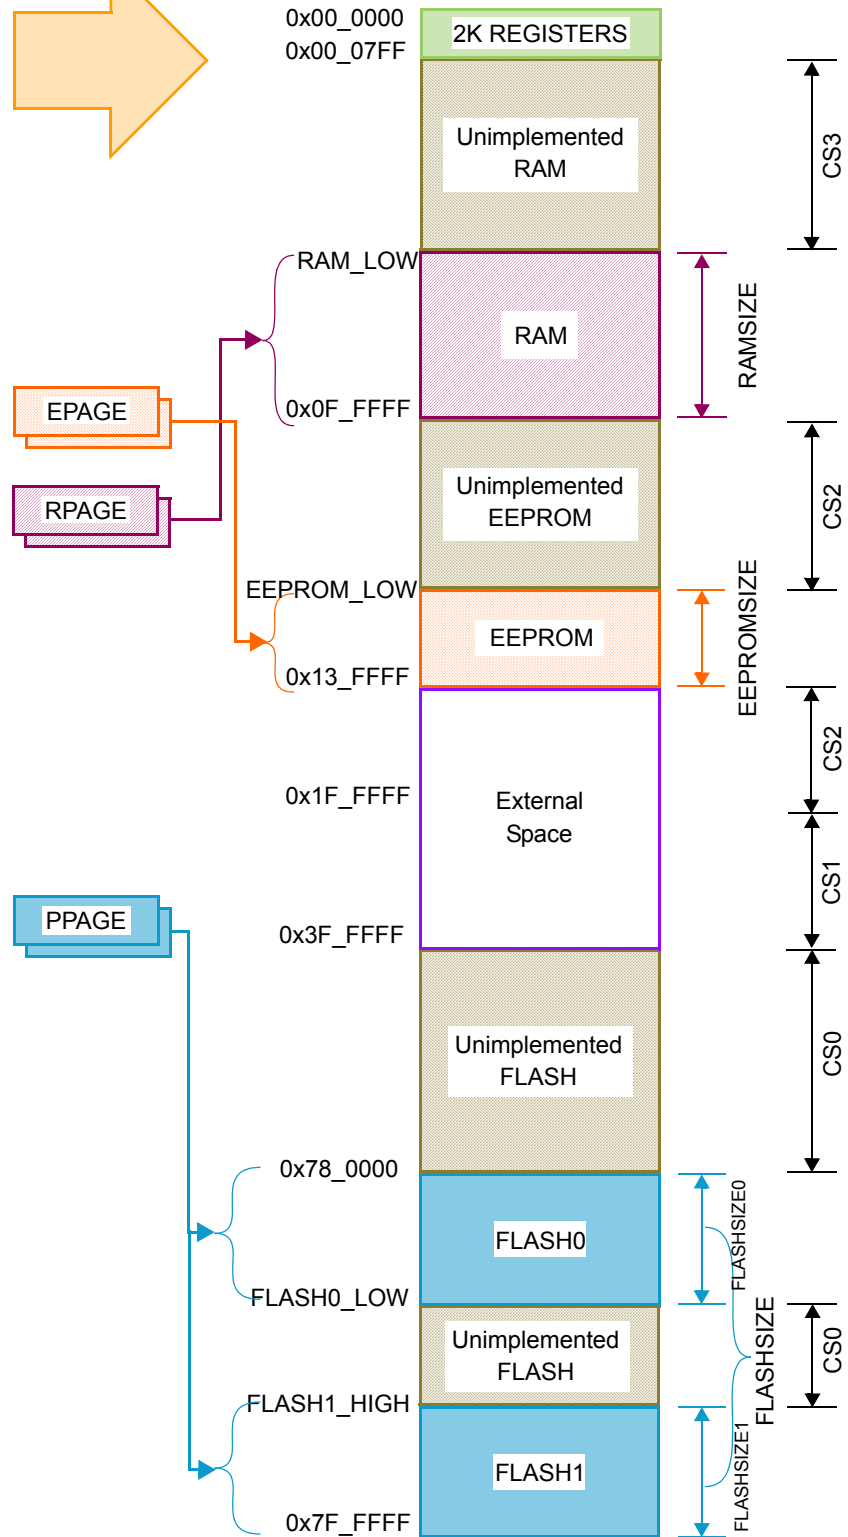 0x00_0000
2K REGISTERS
0x00_07FF
Unimplemented
RAM
CS3
RAM_LOW
RAM
RAMSIZE
0x0F_FFFF
EPAGE
RPAGE
Unimplemented
EEPROM
CS2
EEPROM_LOW
EEPROM
EEPROMSIZE
0x13_FFFF
CS2
0x1F_FFFF
External
Space
CS1
PPAGE
0x3F_FFFF
Unimplemented
FLASH
CS0
0x78_0000
FLASH0
FLASHSIZE0
FLASH0_LOW
Unimplemented
FLASH
FLASHSIZE
CS0
FLASH1_HIGH
FLASH1
FLASHSIZE1
0x7F_FFFF